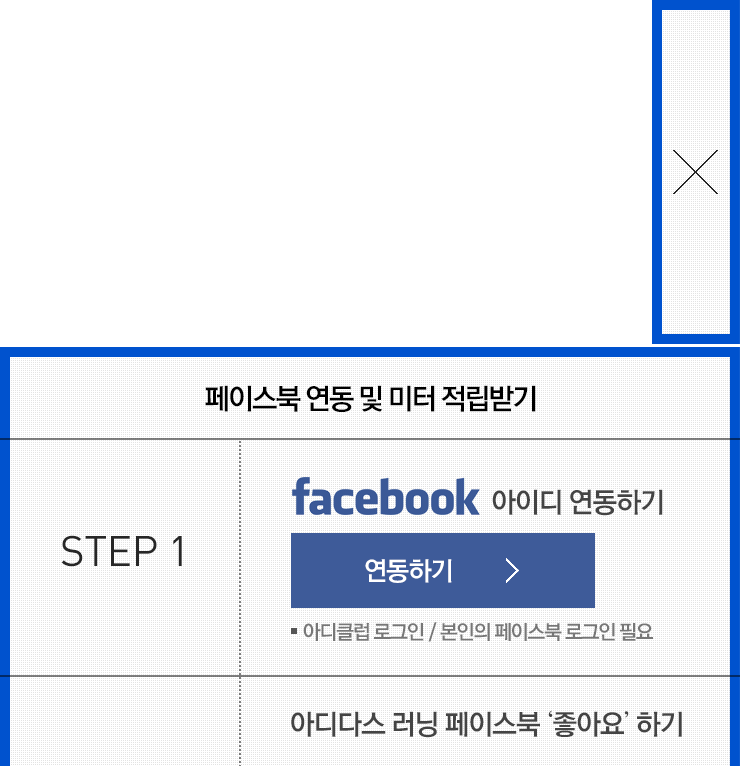 페이스북 연동 및 미터 적립받기
STEP 1
facebook 아이디 연동하기
연동하기
▪ 아디클럽 로그인 / 본인의 페이스북 로그인 필요
아디다스 러닝 페이스북 ‘좋아요’ 하기